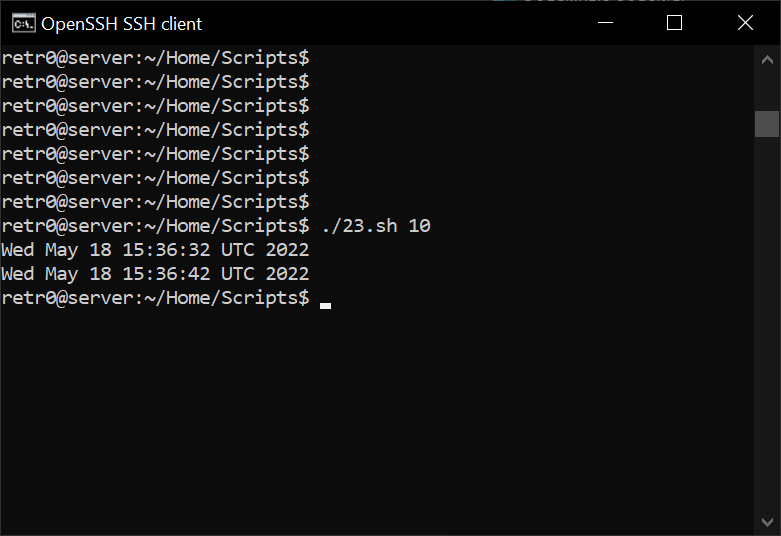 OpenSSH SSH client
retr0@server:~/Home/Scripts$
retr0@server:~/Home/Scripts$
retr0@server:~/Home/Scripts$
retr0@server:~/Home/Scripts$
retr0@server:~/Home/Scripts$
retr0@server:~/Home/Scripts$
retr0@server:~/Home/Scripts$
retr0@server:~/Home/Scripts$ ./23.sh 10
Wed May 18 15:36:32 UTC 2022
Wed May 18 15:36:42 UTC 2022
retr0@server:~/Home/Scripts$